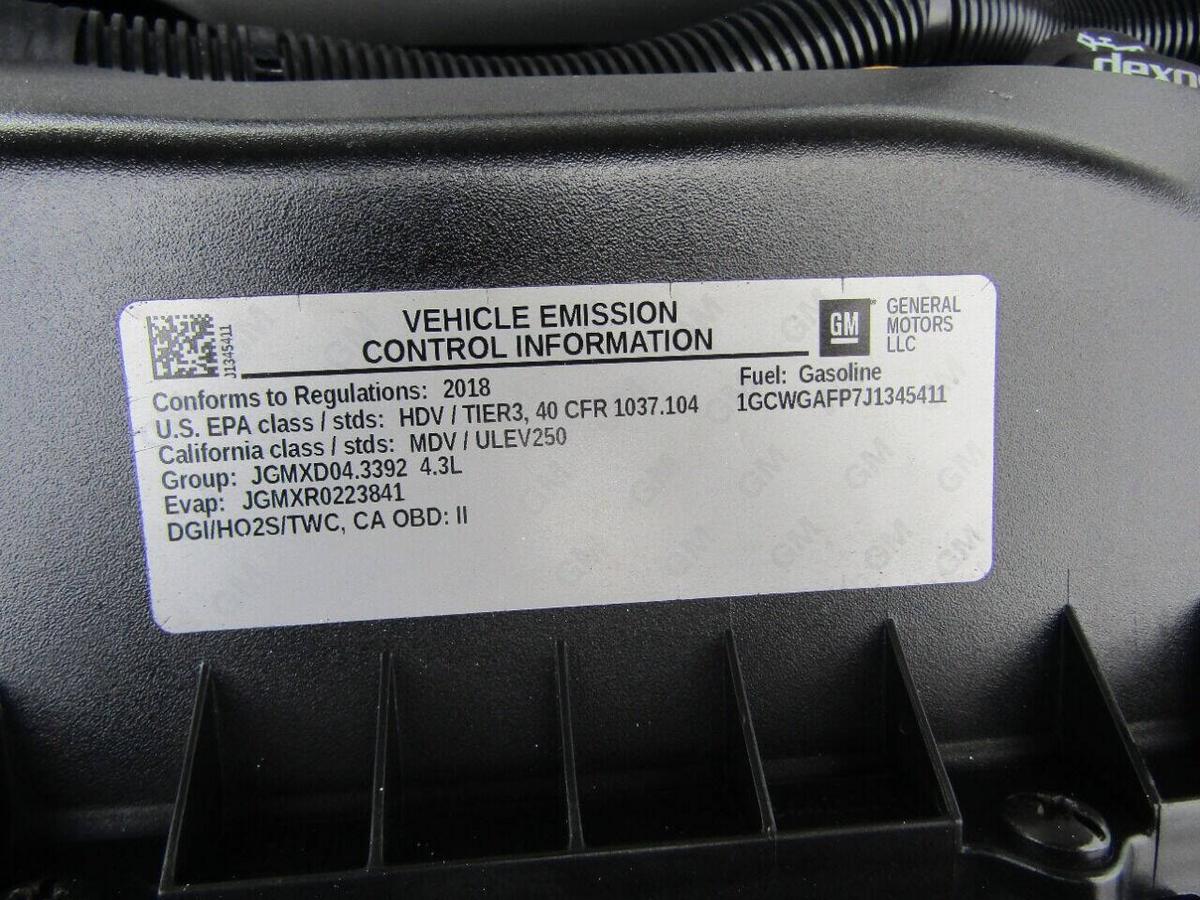 dexo
VEHICLE EMISSION
CONTROL INFORMATION
J1345411
GM
GENERAL
MOTORS
LLC
Conforms to Regulations: 2018
Fuel: Gasoline
U.S. EPA class / stds: HDV / TIER3, 40 CFR 1037.104
1GCWGAFP7J1345411
California class / stds: MDV / ULEV250
Group: JGMXD04.3392 4.3L
Evap: JGMXR0223841
DGI/HO2S/TWC, CA OBD: II